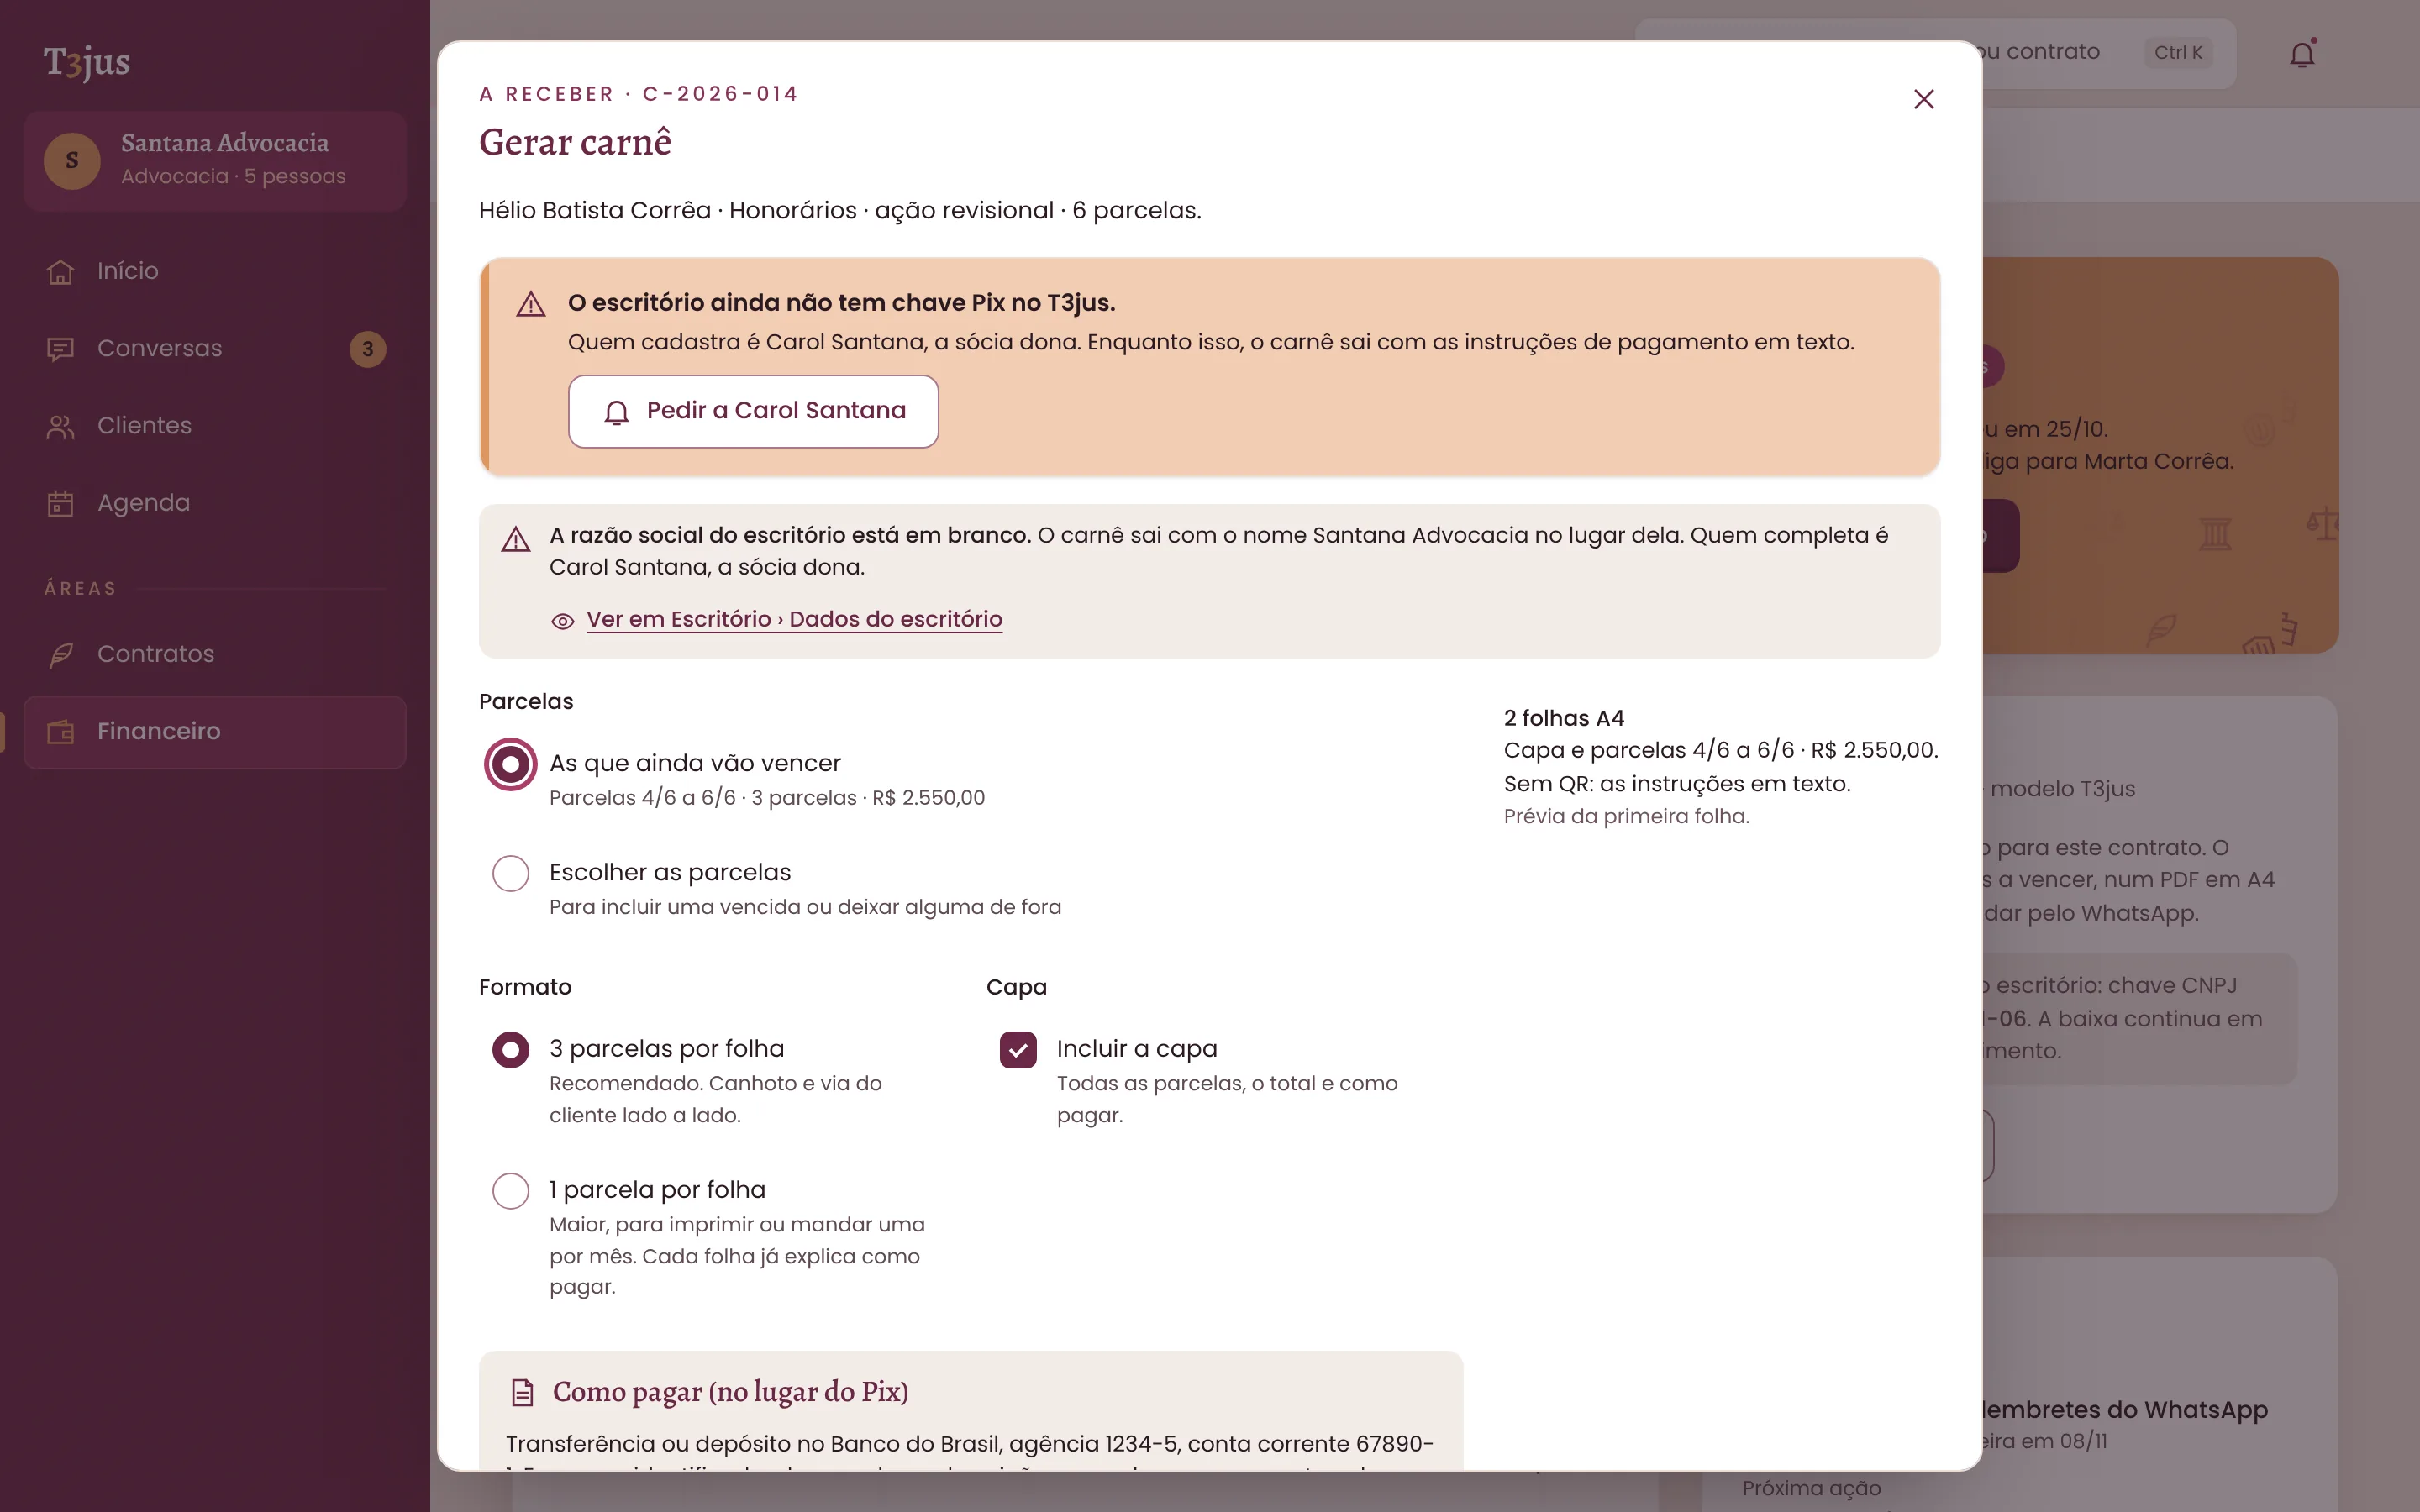 T3jus
S
Santana Advocacia
Advocacia · 5 pessoas
Início
Conversas
3
Clientes
Agenda
ÁREAS
Contratos
Financeiro
ou contrato
Ctrl K
A RECEBER · C-2026-014
Gerar carnê
Hélio Batista Corrêa · Honorários · ação revisional · 6 parcelas.
O escritório ainda não tem chave Pix no T3jus.
Quem cadastra é Carol Santana, a sócia dona. Enquanto isso, o carnê sai com as instruções de pagamento em texto.
Pedir a Carol Santana
A razão social do escritório está em branco. O carnê sai com o nome Santana Advocacia no lugar dela. Quem completa é
Carol Santana, a sócia dona.
Ver em Escritório › Dados do escritório
Parcelas
As que ainda vão vencer
Parcelas 4/6 a 6/6 · 3 parcelas · R$ 2.550,00
Escolher as parcelas
Para incluir uma vencida ou deixar alguma de fora
2 folhas A4
Capa e parcelas 4/6 a 6/6 · R$ 2.550,00.
Sem QR: as instruções em texto.
Prévia da primeira folha.
Formato
3 parcelas por folha
Recomendado. Canhoto e via do
cliente lado a lado.
1 parcela por folha
Maior, para imprimir ou mandar uma
por mês. Cada folha já explica como
pagar.
Capa
Incluir a capa
Todas as parcelas, o total e como
pagar.
Como pagar (no lugar do Pix)
Transferência ou depósito no Banco do Brasil, agência 1234-5, conta corrente 67890-
em 25/10.
para Marta Corrêa.
modelo T3jus
para este contrato. O
a vencer, num PDF em A4
pelo WhatsApp.
escritório: chave CNPJ
-06. A baixa continua em
lembretes do WhatsApp
em 08/11
Próxima ação